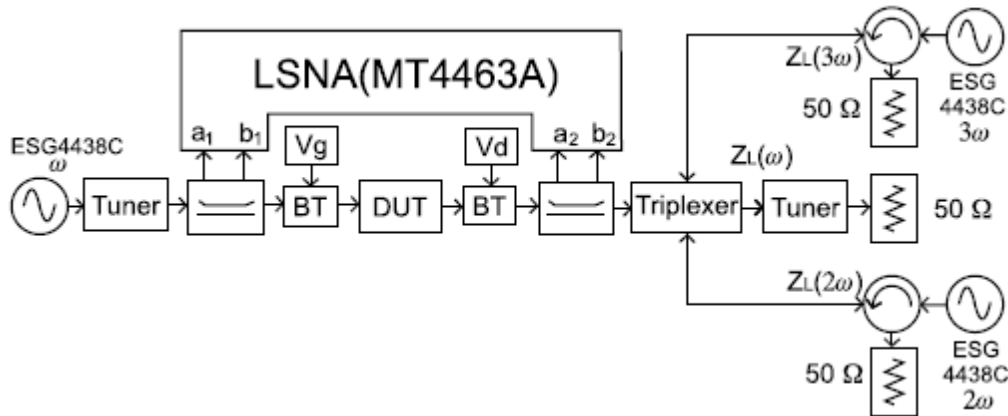 LSNA(MT4463A)
a1
b1
a2
b2
ESG4438C
ω
Tuner
Vg
BT
DUT
Vd
BT
Triplexer
ZL(ω)
Tuner
50 Ω
ZL(3ω)
50 Ω
ESG
4438C
3ω
ZL(2ω)
50 Ω
ESG
4438C
2ω